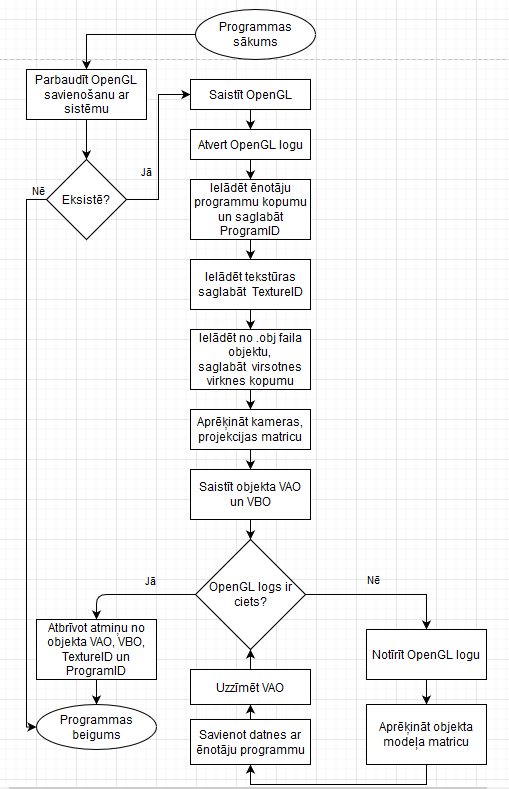 Programmas
sākums
Parbaudīt OpenGL
savienošanu ar
sistēmu
Eksistē?
Nē
Jā
Saistīt OpenGL
Atvert OpenGL logu
Ielādēt ēnotāju
programmu kopumu
un saglabāt
ProgramID
Ielādēt tekstūras
saglabāt TextureID
Ielādēt no .obj faila
objektu,
saglabāt virsotnes
virknes kopumu
Aprēķināt kameras,
projekcijas matricu
Saistīt objekta VAO
un VBO
OpenGL logs ir
ciets?
Jā
Nē
Atbrīvot atmiņu no
objekta VAO, VBO,
TextureID un
ProgramID
Programmas
beigums
Notīrīt OpenGL logu
Aprēķināt objekta
modeļa matricu
Savienot datnes ar
ēnotāju programmu
Uzzīmēt VAO